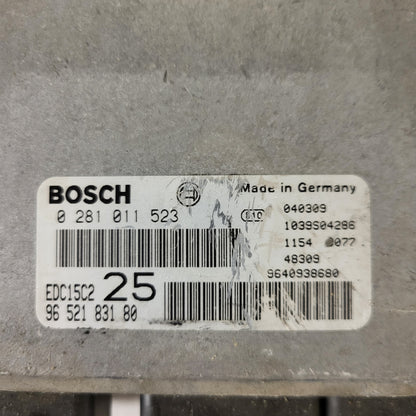 BOSCH
Made in Germany
0 281 011 523
E10
040309
1039S04286
1154 077
48309
9640938680
EDC15C2 25
96 521 831 80